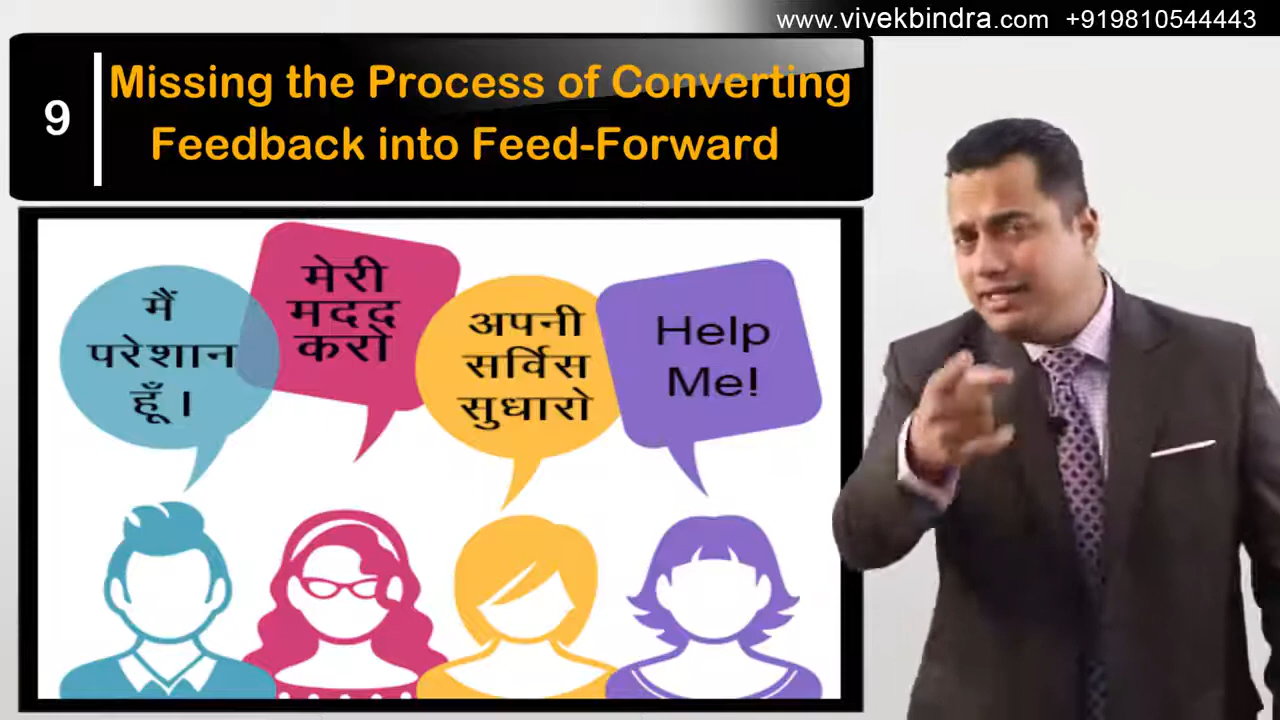 www.vivekbindra.com +919810544443
9
Missing the Process of Converting
Feedback into Feed-Forward
मैं
परेशान
हूँ।
मेरी
मदद
करो
अपनी
सर्विस
सुधारो
Help
Me!